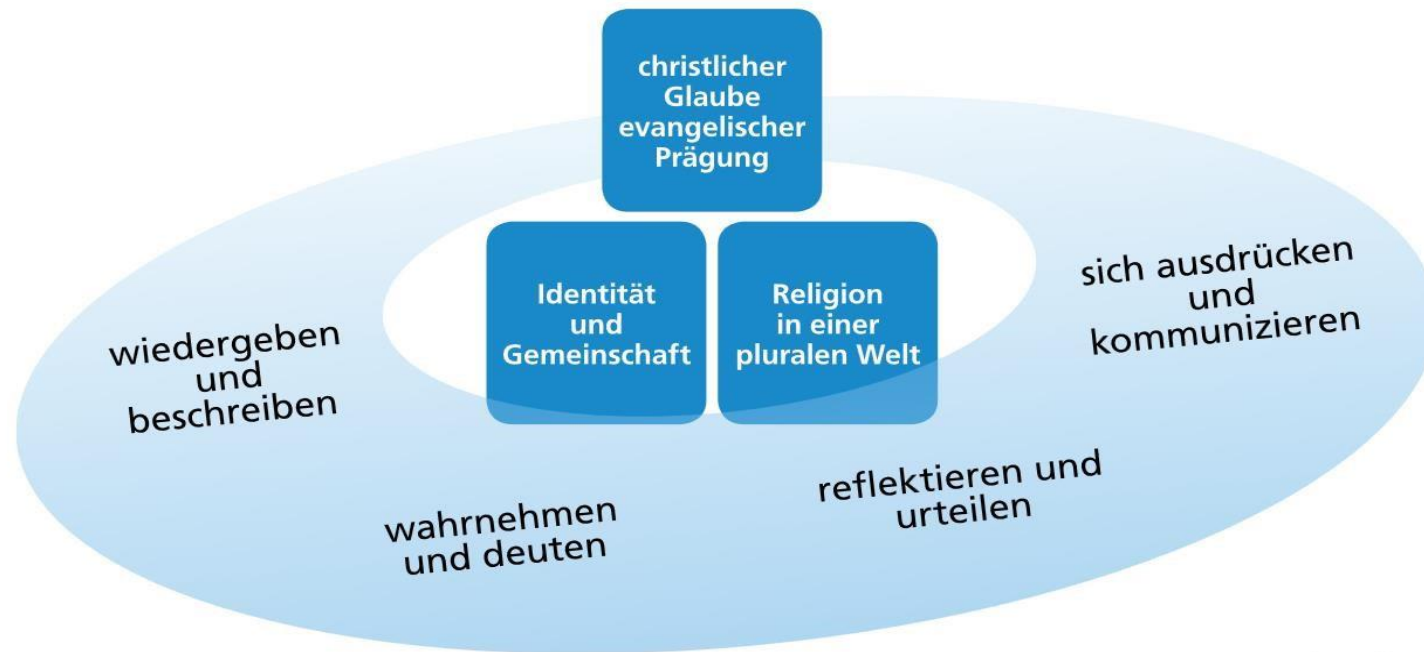 christlicher
Glaube
evangelischer
Prägung
Identität
und
Gemeinschaft
Religion
in einer
pluralen Welt
sich ausdrücken
und
kommunizieren
wiedergeben
und
beschreiben
wahrnehmen
und deuten
reflektieren und
urteilen